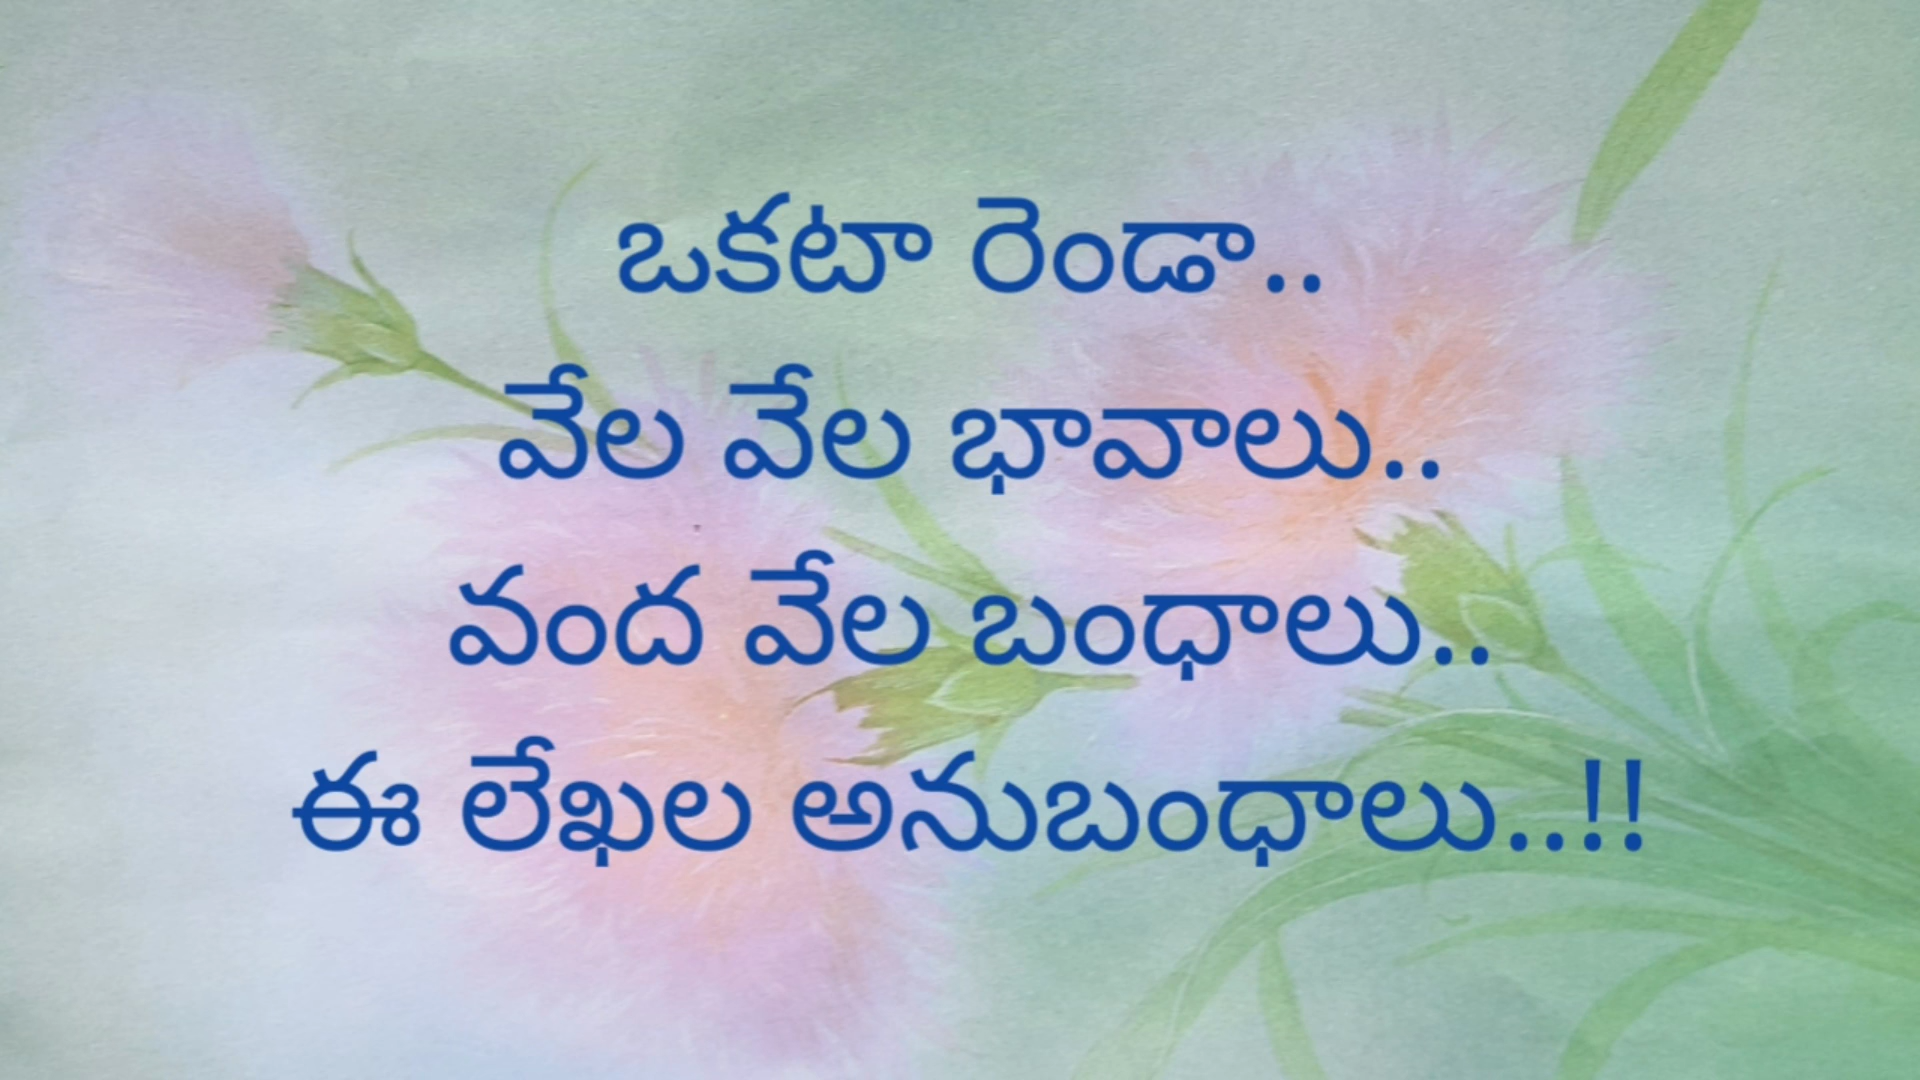 ఒకటా రెండా..
వేల వేల భావాలు..
వంద వేల బంధాలు..
ఈ లేఖల అనుబంధాలు..!!